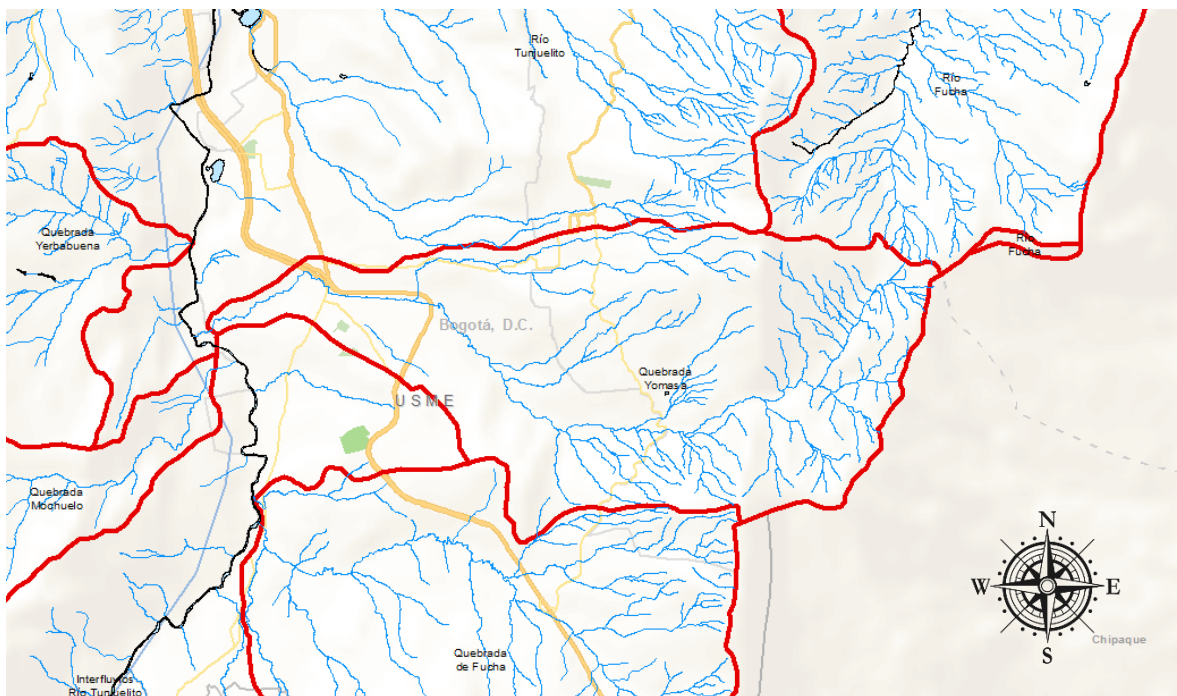 Río
Tunjuelito
Río
Fucha
Quebrada
Yerbabuena
Río
Fucha
Bogotá, D.C.
Quebrada
Yomasa
USME
Quebrada
Moqhuelo
N
W
E
S
Chipaque
Quebrada
de Fucha
Interfluvios
Río Tunjuelito